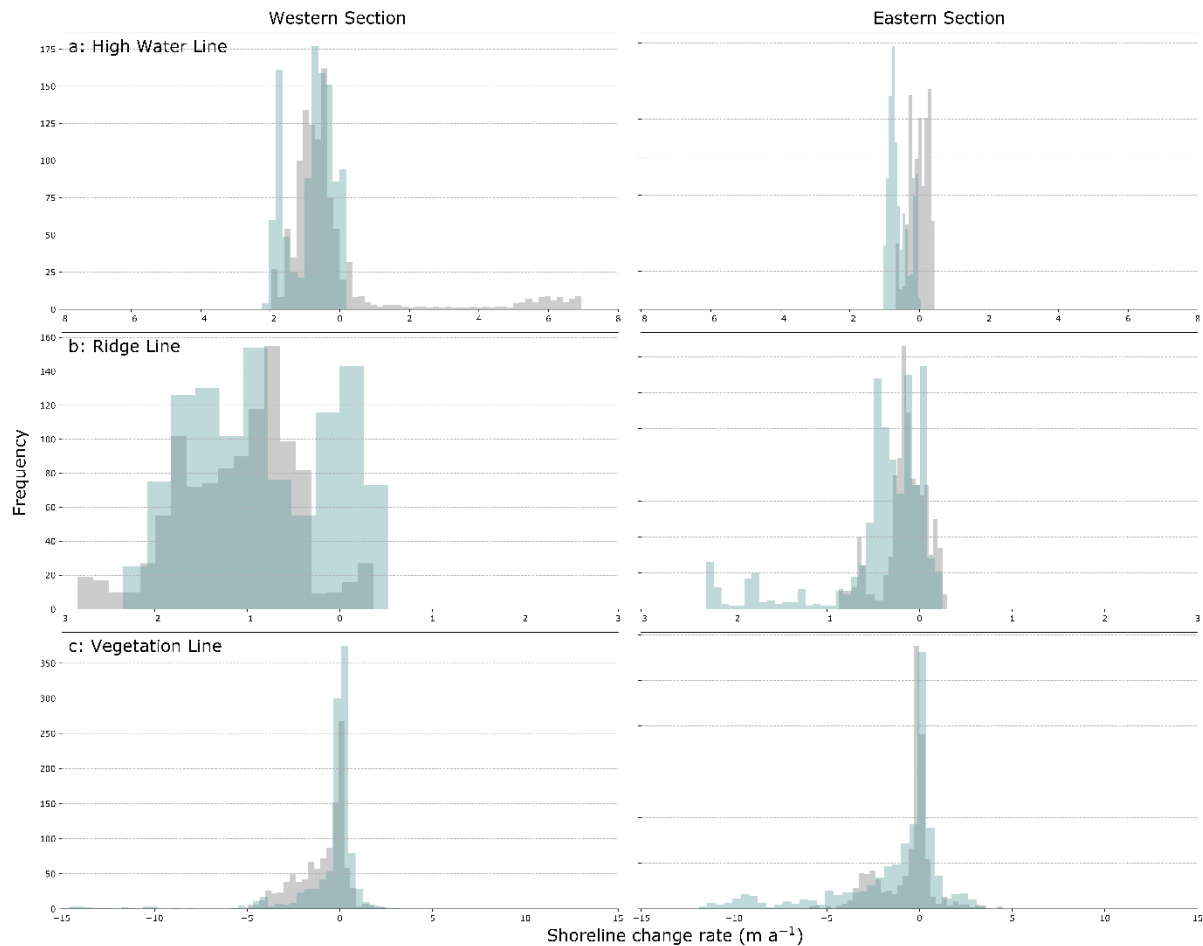 Western Section
Eastern Section
a: High Water Line
175
150
125
100
75
50
25
0
8 6 4 2 0 2 4 6 8
8 6 4 2 0 2 4 6 8
b: Ridge Line
160
140
120
100
80
60
40
20
0
3 2 1 0 1 2 3
3 2 1 0 1 2 3
Frequency
c: Vegetation Line
350
300
250
200
150
100
50
0
−15 −10 −5 0 5 10 15
−15 −10 −5 0 5 10 15
Shoreline change rate (m a⁻¹)